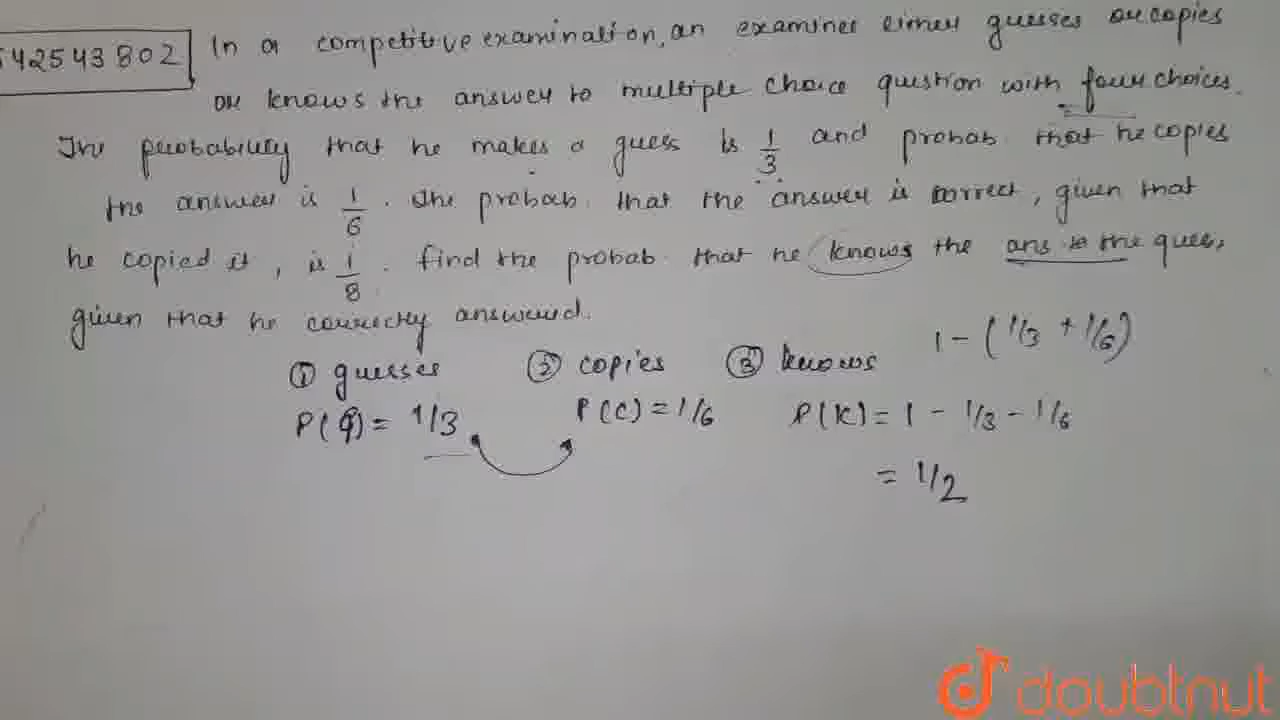 542543802 In a competitive examination, an examinee either guesses or copies
or knows the answer to multiple choice question with four choices.
The probability that he makes a guess is 1/3 and probab. that he copies
the answer is 1/6. The probab. that the answer is correct, given that
he copied it, is 1/8. find the probab. that he knows the ans to the ques,
given that he correctly answered.
1 - (1/3 + 1/6)
① guesses ② copies ③ knows
P(G) = 1/3 P(C) = 1/6 P(K) = 1 - 1/3 - 1/6
= 1/2
doubtnut